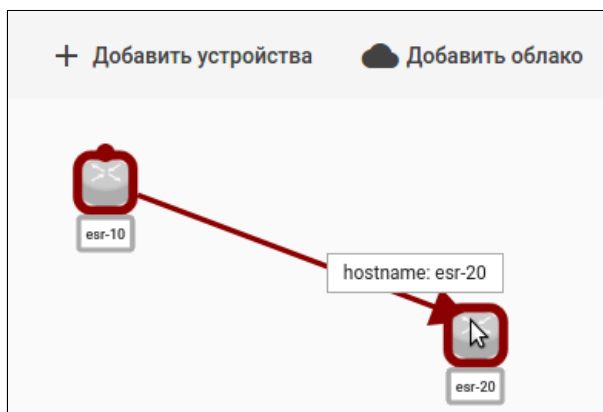 + Добавить устройства
Добавить облако
esr-10
hostname: esr-20
esr-20